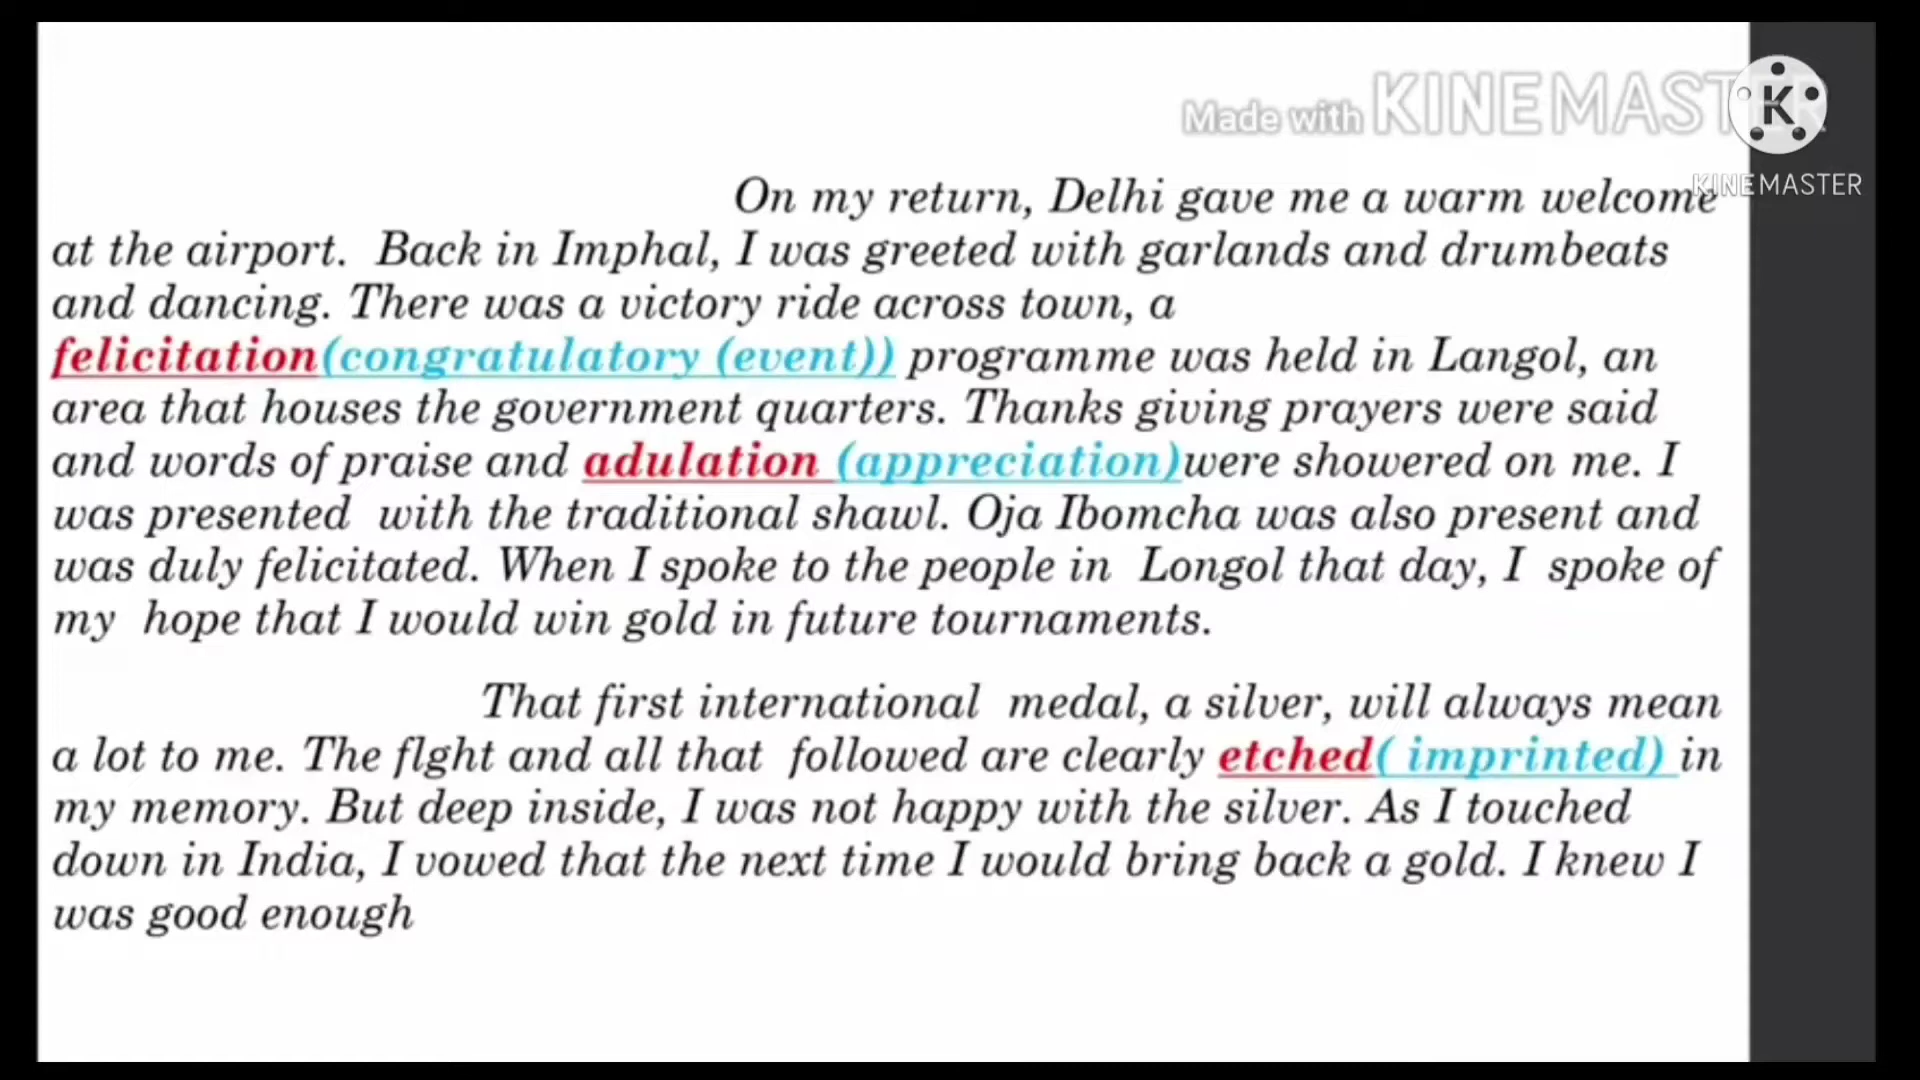 Made with KINEMASTER
K
KINEMASTER
On my return, Delhi gave me a warm welcome
at the airport. Back in Imphal, I was greeted with garlands and drumbeats
and dancing. There was a victory ride across town, a
felicitation(congratulatory (event)) programme was held in Langol, an
area that houses the government quarters. Thanks giving prayers were said
and words of praise and adulation (appreciation)were showered on me. I
was presented with the traditional shawl. Oja Ibomcha was also present and
was duly felicitated. When I spoke to the people in Longol that day, I spoke of
my hope that I would win gold in future tournaments.
That first international medal, a silver, will always mean
a lot to me. The flght and all that followed are clearly etched( imprinted) in
my memory. But deep inside, I was not happy with the silver. As I touched
down in India, I vowed that the next time I would bring back a gold. I knew I
was good enough